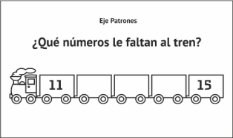 Eje Patrones
¿Qué números le faltan al tren?
11 15